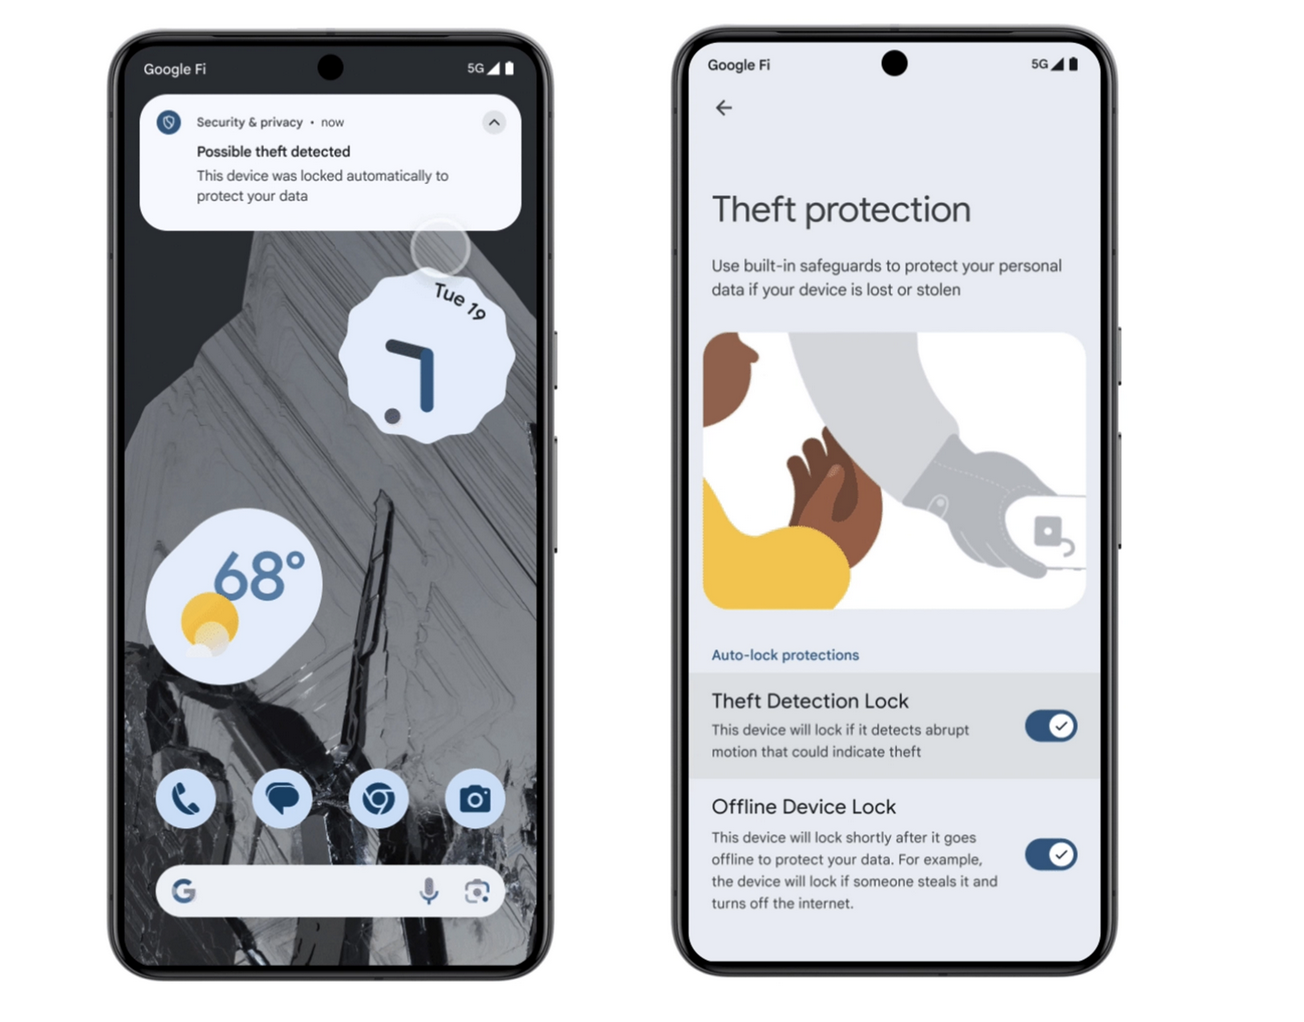 Google Fi
5G
Security & privacy • now
Possible theft detected
This device was locked automatically to
protect your data
Tue 19
68°
G
Google Fi
5G
Theft protection
Use built-in safeguards to protect your personal
data if your device is lost or stolen
Auto-lock protections
Theft Detection Lock
This device will lock if it detects abrupt
motion that could indicate theft
Offline Device Lock
This device will lock shortly after it goes
offline to protect your data. For example,
the device will lock if someone steals it and
turns off the internet.